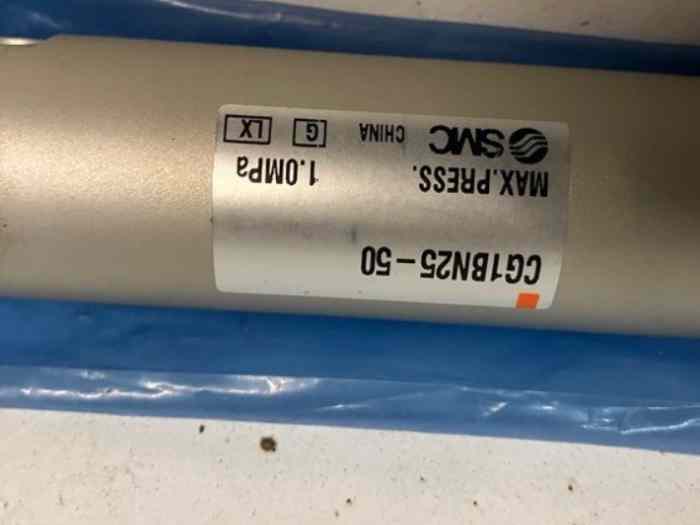 CG1BN25-50
MAX.PRESS. 1.0MPa
SMC CHINA G LX